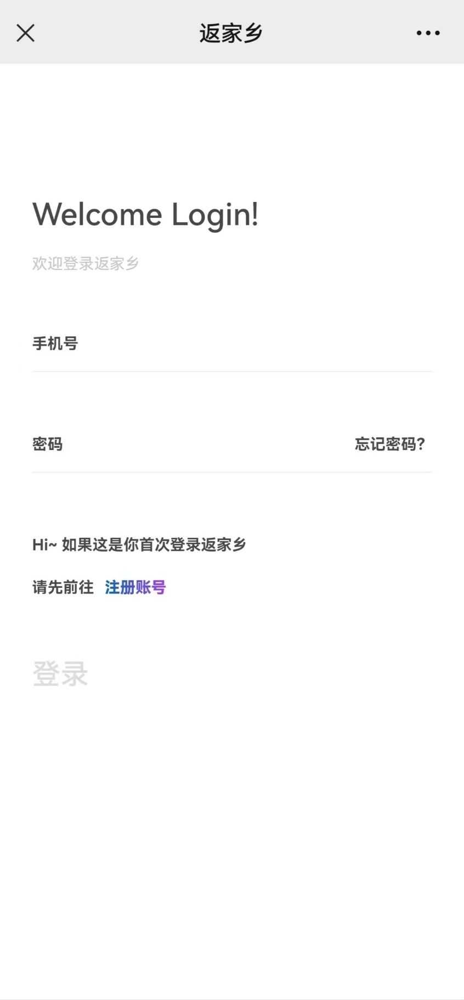 返家乡
Welcome Login!
欢迎登录返家乡
手机号
密码 忘记密码?
Hi~ 如果这是你首次登录返家乡
请先前往 注册账号
登录